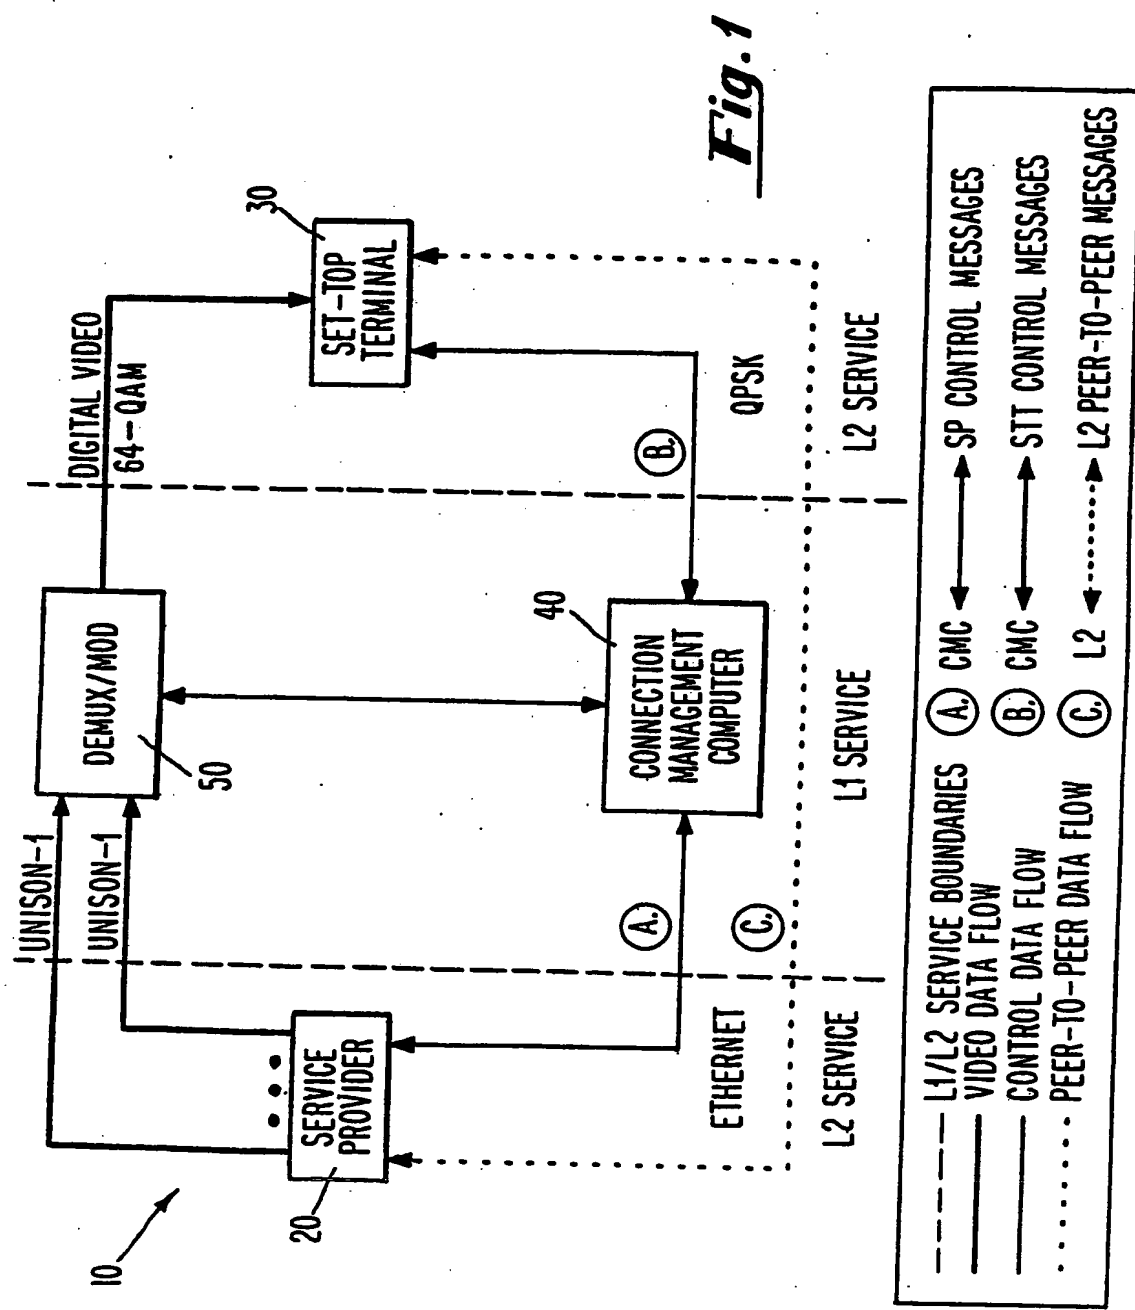 10
UNISON-1
UNISON-1
DEMUX/MOD
50
DIGITAL VIDEO
64-QAM
SERVICE
PROVIDER
20
SET-TOP
TERMINAL
30
CONNECTION
MANAGEMENT
COMPUTER
40
A.
B.
C.
ETHERNET
QPSK
L2 SERVICE
L1 SERVICE
L2 SERVICE
Fig.1
L1/L2 SERVICE BOUNDARIES
VIDEO DATA FLOW
CONTROL DATA FLOW
PEER-TO-PEER DATA FLOW
A. CMC SP CONTROL MESSAGES
B. CMC STT CONTROL MESSAGES
C. L2 L2 PEER-TO-PEER MESSAGES